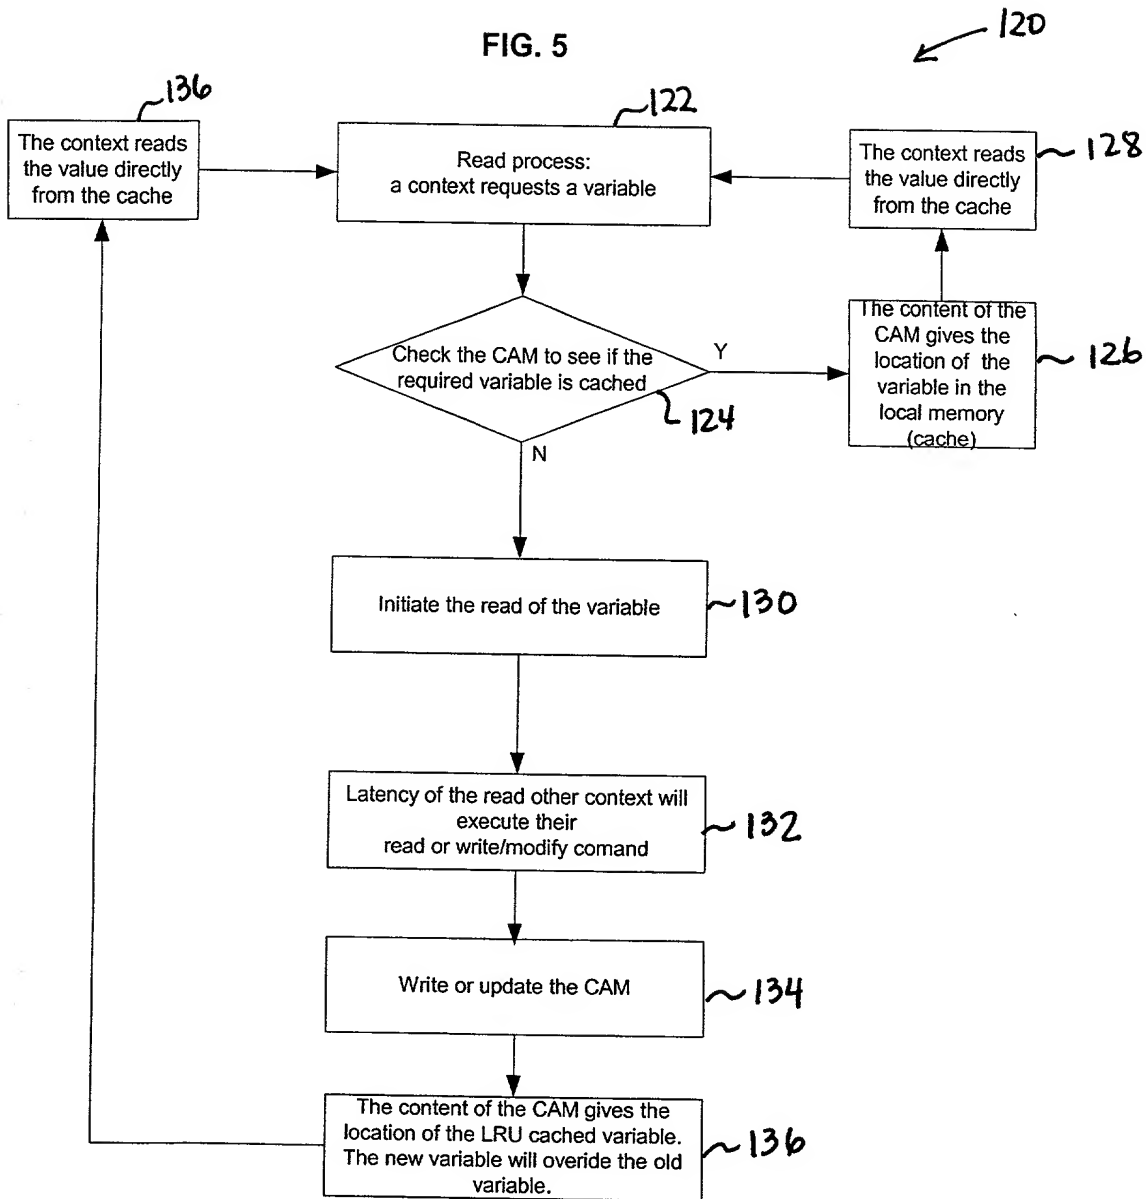 FIG. 5
120
136
The context reads
the value directly
from the cache
122
Read process:
a context requests a variable
128
The context reads
the value directly
from the cache
Check the CAM to see if the
required variable is cached
124
Y
N
The content of the
CAM gives the
location of the
variable in the
local memory
(cache)
126
Initiate the read of the variable
130
Latency of the read other context will
execute their
read or write/modify comand
132
Write or update the CAM
134
The content of the CAM gives the
location of the LRU cached variable.
The new variable will overide the old
variable.
136